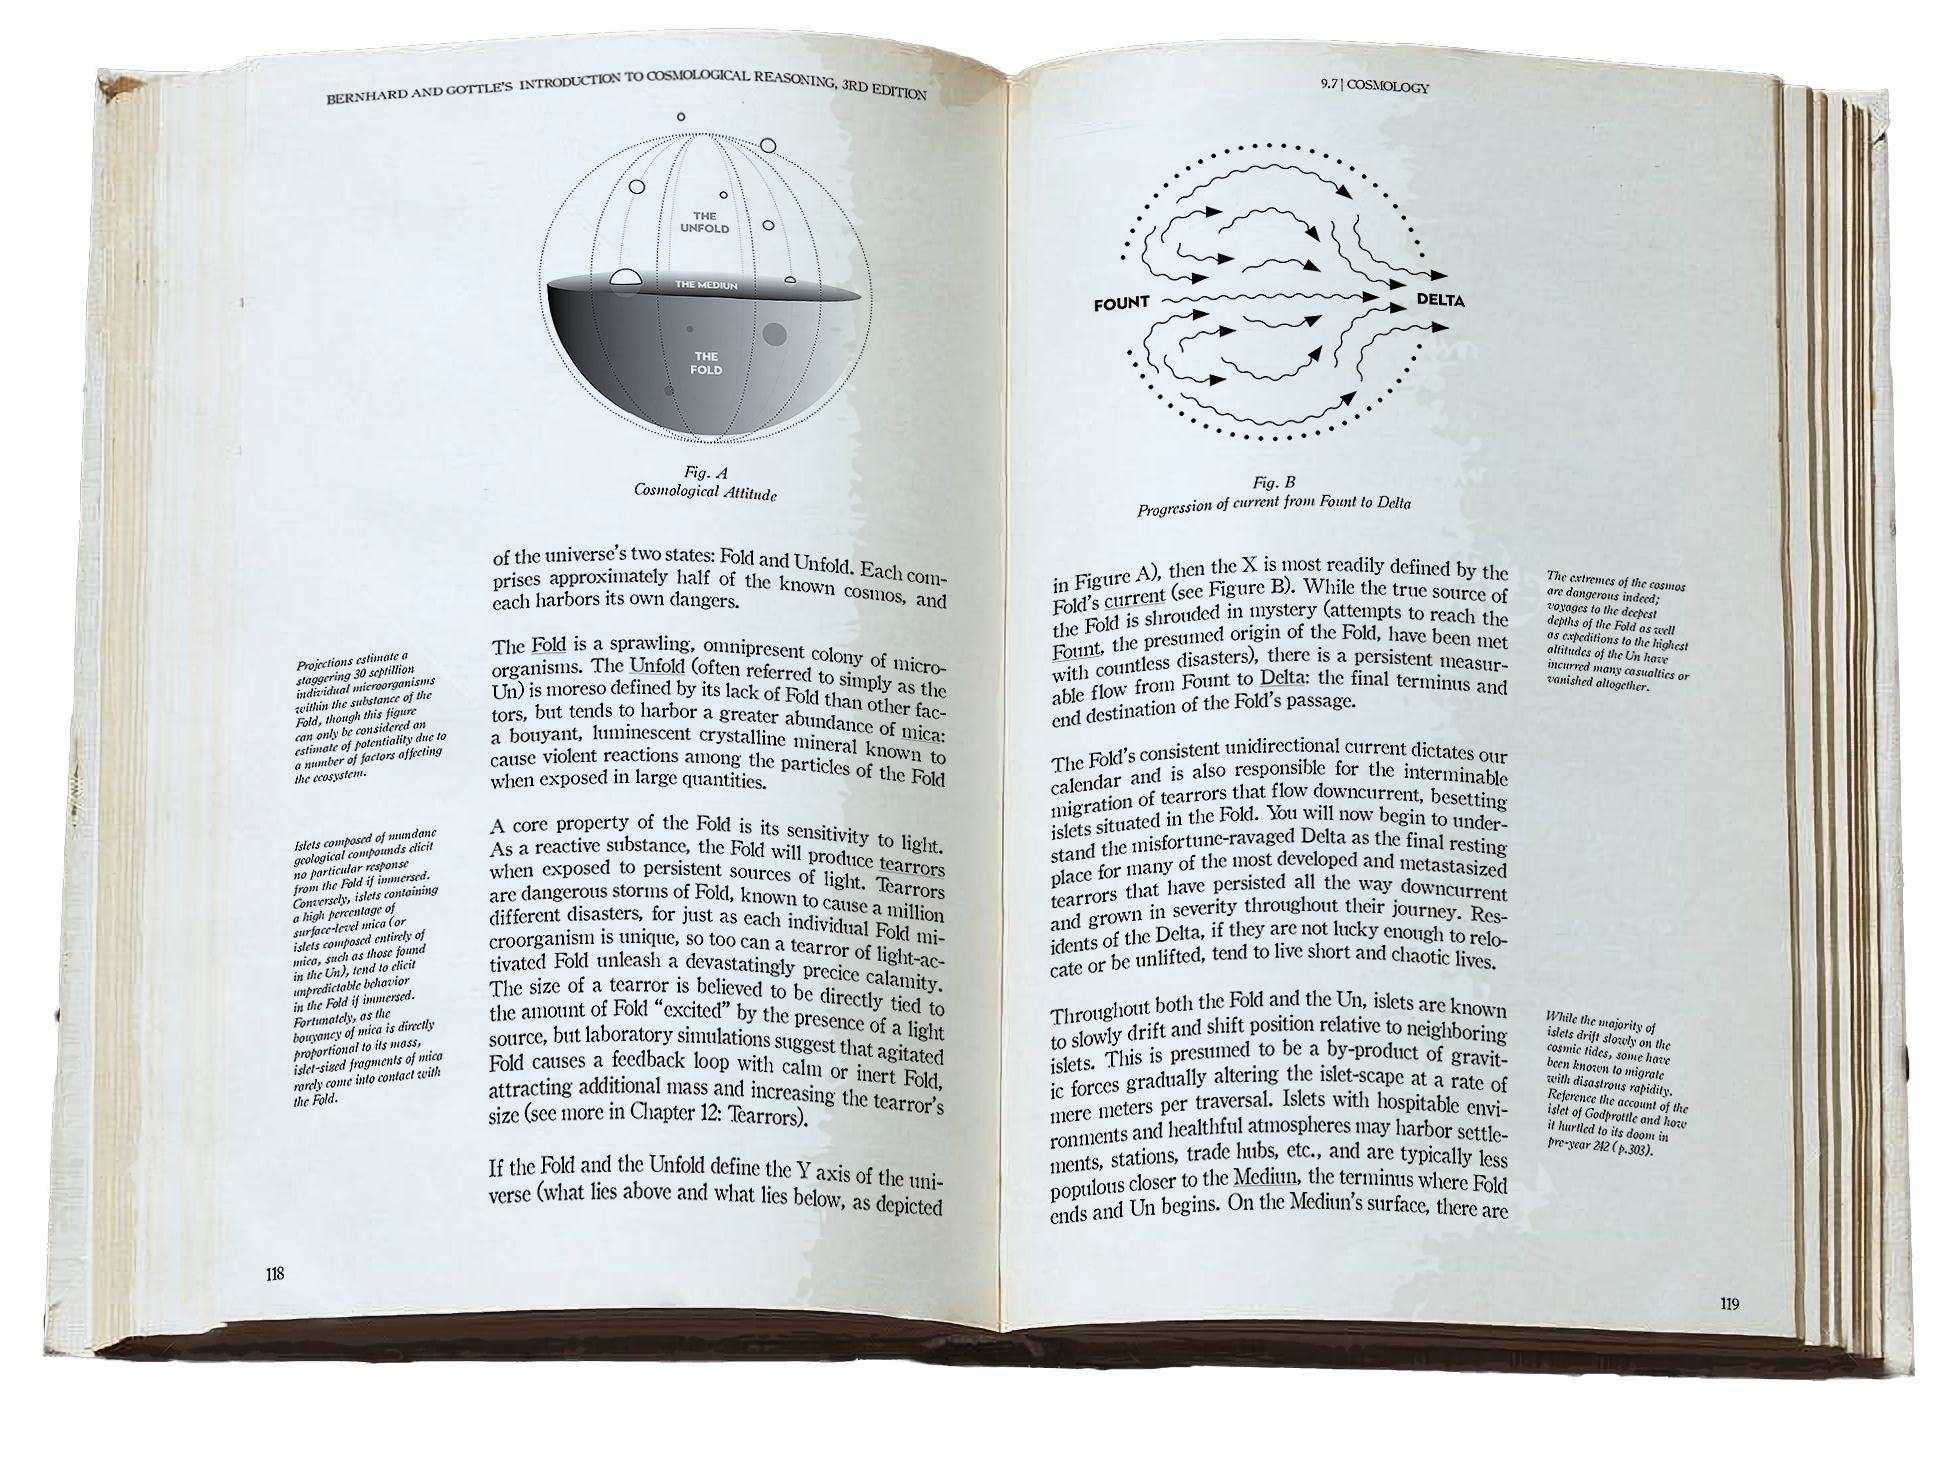 BERNHARD AND GOTTLE'S INTRODUCTION TO COSMOLOGICAL REASONING, 3RD EDITION
THE
UNFOLD
THE MEDIUN
THE
FOLD
Fig. A
Cosmological Attitude
of the universe's two states: Fold and Unfold. Each com-
prises approximately half of the known cosmos, and
each harbors its own dangers.
Projections estimate a
staggering 30 septillion
individual microorganisms
within the substance of the
Fold, though this figure
can only be considered an
estimate of potentiality due to
a number of factors affecting
the ecosystem.
The Fold is a sprawling, omnipresent colony of micro-
organisms. The Unfold (often referred to simply as the
Un) is moreso defined by its lack of Fold than other fac-
tors, but tends to harbor a greater abundance of mica:
a bouyant, luminescent crystalline mineral known to
cause violent reactions among the particles of the Fold
when exposed in large quantities.
Islets composed of mundane
geological compounds elicit
no particular response
from the Fold if immersed.
Conversely, islets containing
a high percentage of
surface-level mica (or
islets composed entirely of
mica, such as those found
in the Un), tend to elicit
unpredictable behavior
in the Fold if immersed.
Fortunately, as the
bouyancy of mica is directly
proportional to its mass,
islet-sized fragments of mica
rarely come into contact with
the Fold.
A core property of the Fold is its sensitivity to light.
As a reactive substance, the Fold will produce tearrors
when exposed to persistent sources of light. Tearrors
are dangerous storms of Fold, known to cause a million
different disasters, for just as each individual Fold mi-
croorganism is unique, so too can a tearror of light-ac-
tivated Fold unleash a devastatingly precice calamity.
The size of a tearror is believed to be directly tied to
the amount of Fold "excited" by the presence of a light
source, but laboratory simulations suggest that agitated
Fold causes a feedback loop with calm or inert Fold,
attracting additional mass and increasing the tearror's
size (see more in Chapter 12: Tearrors).
If the Fold and the Unfold define the Y axis of the uni-
verse (what lies above and what lies below, as depicted
118
9.7 | COSMOLOGY
FOUNT
DELTA
Fig. B
Progression of current from Fount to Delta
in Figure A), then the X is most readily defined by the
Fold's current (see Figure B). While the true source of
the Fold is shrouded in mystery (attempts to reach the
Fount, the presumed origin of the Fold, have been met
with countless disasters), there is a persistent measur-
able flow from Fount to Delta: the final terminus and
end destination of the Fold's passage.
The extremes of the cosmos
are dangerous indeed;
voyages to the deepest
depths of the Fold as well
as expeditions to the highest
altitudes of the Un have
incurred many casualties or
vanished altogether.
The Fold's consistent unidirectional current dictates our
calendar and is also responsible for the interminable
migration of tearrors that flow downcurrent, besetting
islets situated in the Fold. You will now begin to under-
stand the misfortune-ravaged Delta as the final resting
place for many of the most developed and metastasized
tearrors that have persisted all the way downcurrent
and grown in severity throughout their journey. Res-
idents of the Delta, if they are not lucky enough to relo-
cate or be unlifted, tend to live short and chaotic lives.
Throughout both the Fold and the Un, islets are known
to slowly drift and shift position relative to neighboring
islets. This is presumed to be a by-product of gravit-
ic forces gradually altering the islet-scape at a rate of
mere meters per traversal. Islets with hospitable envi-
ronments and healthful atmospheres may harbor settle-
ments, stations, trade hubs, etc., and are typically less
populous closer to the Mediun, the terminus where Fold
ends and Un begins. On the Mediun's surface, there are
While the majority of
islets drift slowly on the
cosmic tides, some have
been known to migrate
with disastrous rapidity.
Reference the account of the
islet of Godprottle and how
it hurtled to its doom in
pre-year 242 (p.303).
119